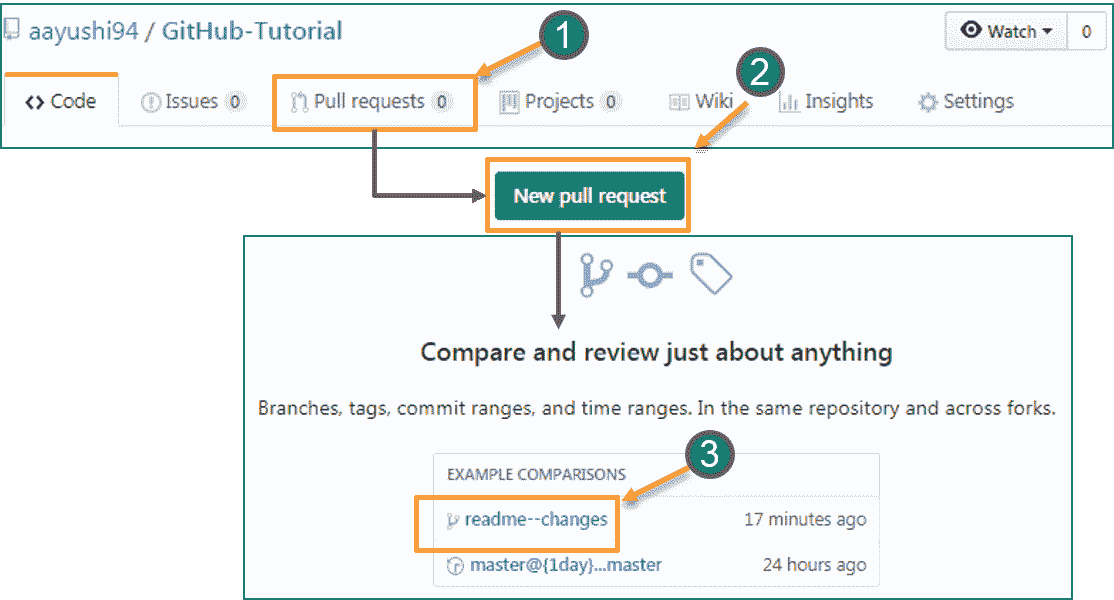 aayushi94 / GitHub-Tutorial
1
Watch 0
2
Code Issues 0 Pull requests 0 Projects 0 Wiki Insights Settings
New pull request
Compare and review just about anything
Branches, tags, commit ranges, and time ranges. In the same repository and across forks.
3
EXAMPLE COMPARISONS
readme--changes 17 minutes ago
master@{1day}...master 24 hours ago